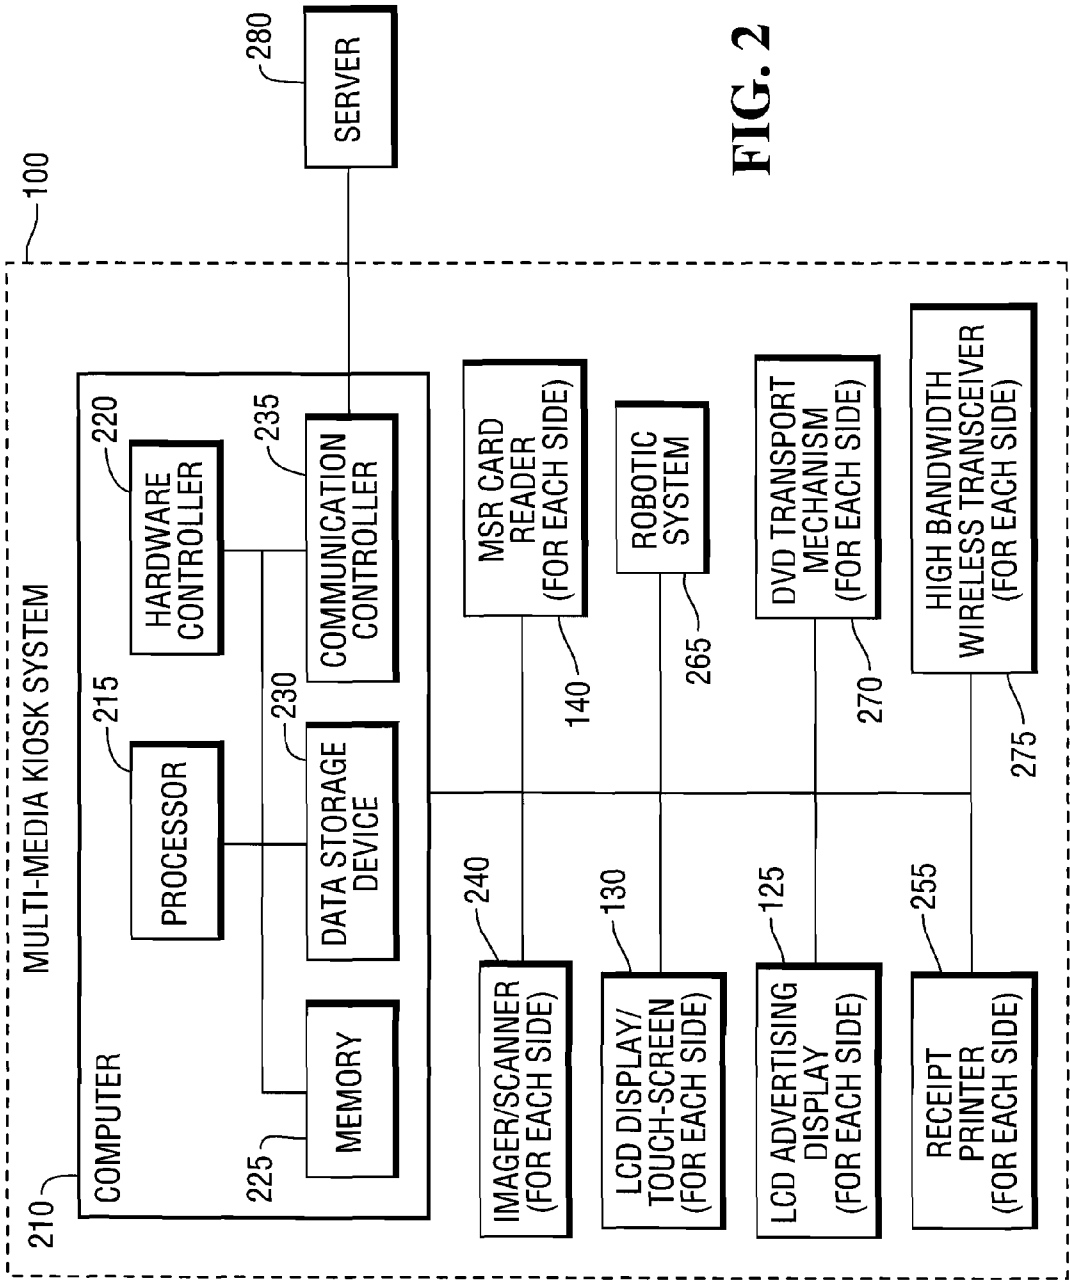 MULTI-MEDIA KIOSK SYSTEM
100
210
COMPUTER
215
PROCESSOR
220
HARDWARE
CONTROLLER
225
MEMORY
230
DATA STORAGE
DEVICE
235
COMMUNICATION
CONTROLLER
280
SERVER
240
IMAGER/SCANNER
(FOR EACH SIDE)
140
MSR CARD
READER
(FOR EACH SIDE)
130
LCD DISPLAY/
TOUCH-SCREEN
(FOR EACH SIDE)
265
ROBOTIC
SYSTEM
125
LCD ADVERTISING
DISPLAY
(FOR EACH SIDE)
270
DVD TRANSPORT
MECHANISM
(FOR EACH SIDE)
255
RECEIPT
PRINTER
(FOR EACH SIDE)
275
HIGH BANDWIDTH
WIRELESS TRANSCEIVER
(FOR EACH SIDE)
FIG. 2